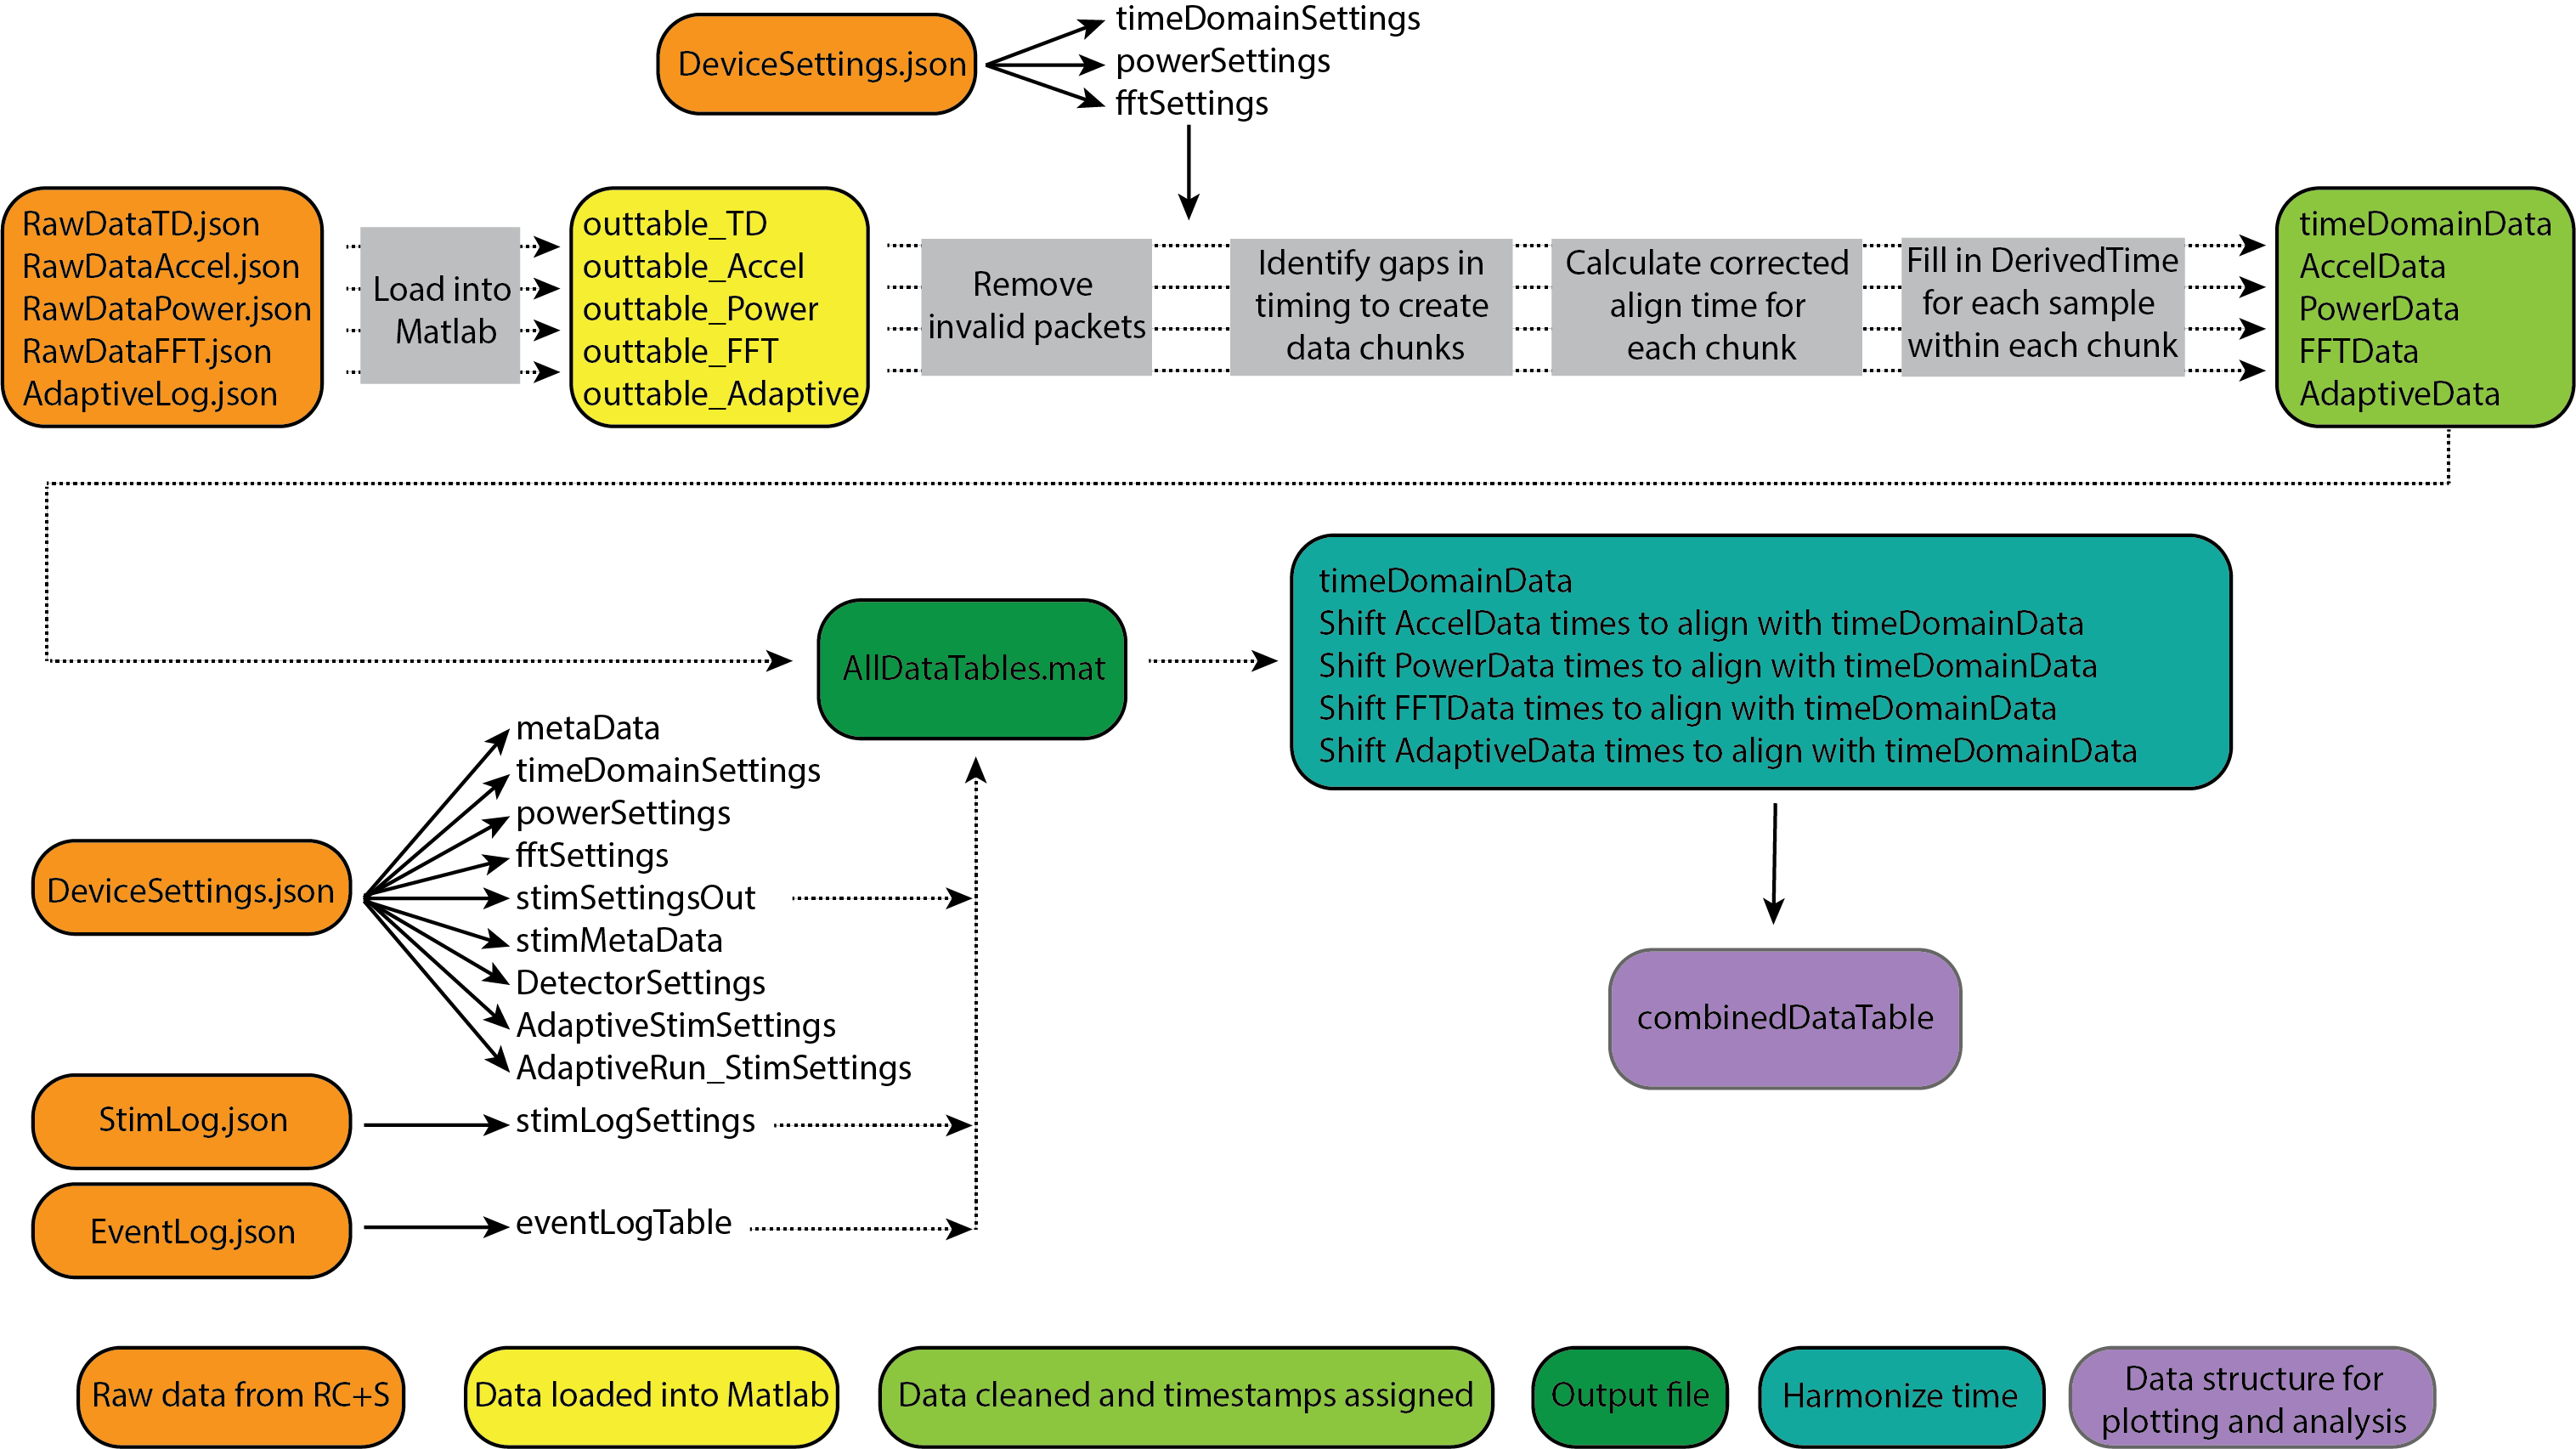 DeviceSettings.json
timeDomainSettings
powerSettings
fftSettings
RawDataTD.json
RawDataAccel.json
RawDataPower.json
RawDataFFT.json
AdaptiveLog.json
Load into
Matlab
outtable_TD
outtable_Accel
outtable_Power
outtable_FFT
outtable_Adaptive
Remove
invalid packets
Identify gaps in
timing to create
data chunks
Calculate corrected
align time for
each chunk
Fill in DerivedTime
for each sample
within each chunk
timeDomainData
AccelData
PowerData
FFTData
AdaptiveData
AllDataTables.mat
timeDomainData
Shift AccelData times to align with timeDomainData
Shift PowerData times to align with timeDomainData
Shift FFTData times to align with timeDomainData
Shift AdaptiveData times to align with timeDomainData
DeviceSettings.json
metaData
timeDomainSettings
powerSettings
fftSettings
stimSettingsOut
stimMetaData
DetectorSettings
AdaptiveStimSettings
AdaptiveRun_StimSettings
combinedDataTable
StimLog.json
stimLogSettings
EventLog.json
eventLogTable
Raw data from RC+S
Data loaded into Matlab
Data cleaned and timestamps assigned
Output file
Harmonize time
Data structure for
plotting and analysis